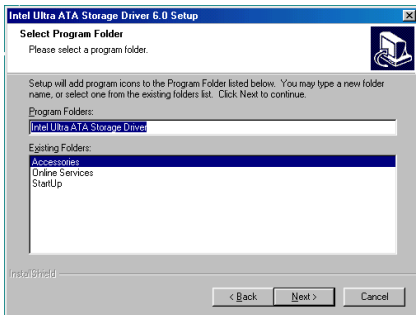 Intel Ultra ATA Storage Driver 6.0 Setup
Select Program Folder
Please select a program folder.
Setup will add program icons to the Program Folder listed below. You may type a new folder
name, or select one from the existing folders list. Click Next to continue.
Program Folders:
Intel Ultra ATA Storage Driver
Existing Folders:
Accessories
Online Services
StartUp
InstallShield
< Back Next > Cancel